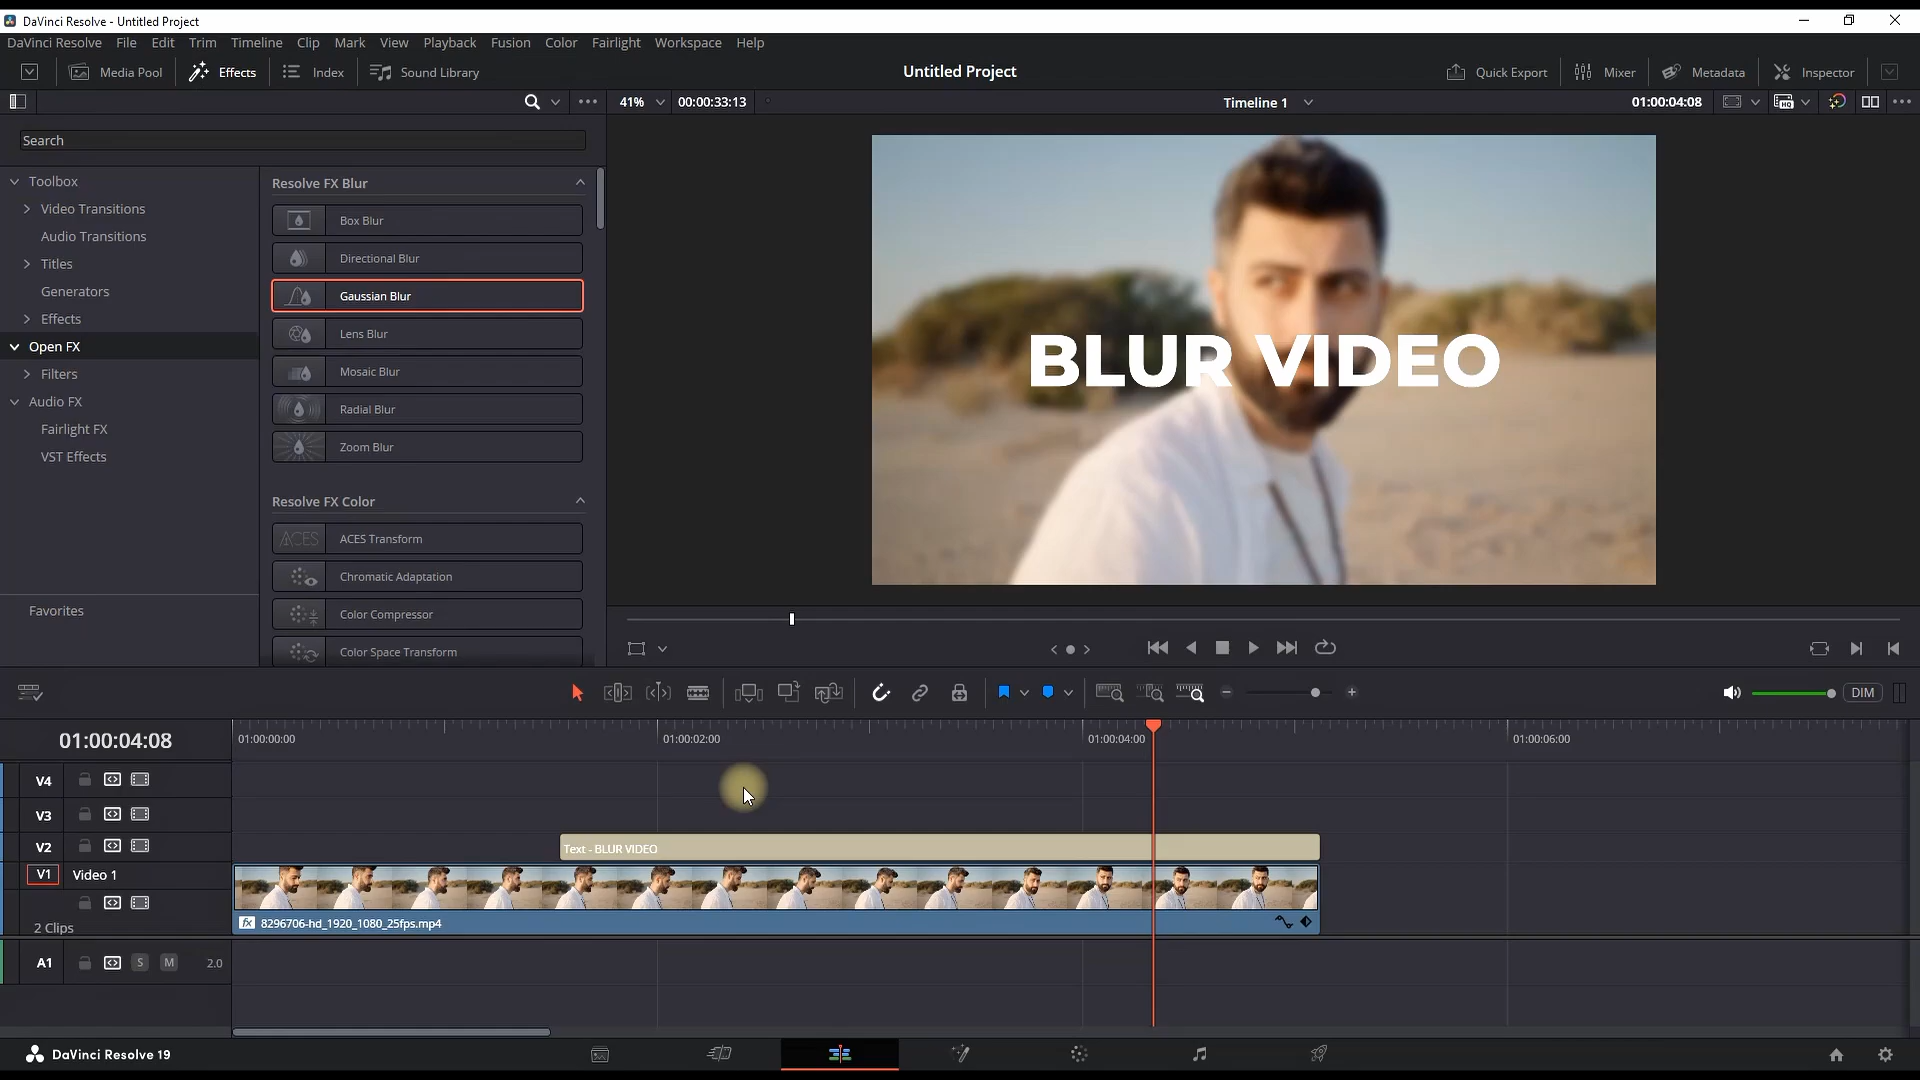 DaVinci Resolve - Untitled Project
DaVinci Resolve File Edit Trim Timeline Clip Mark View Playback Fusion Color Fairlight Workspace Help
Media Pool Effects Index Sound Library Untitled Project Quick Export Mixer Metadata Inspector
41% 00:00:33:13 Timeline 1 01:00:04:08
Search
Toolbox
Video Transitions
Audio Transitions
Titles
Generators
Effects
Open FX
Filters
Audio FX
Fairlight FX
VST Effects
Favorites
Resolve FX Blur
Box Blur
Directional Blur
Gaussian Blur
Lens Blur
Mosaic Blur
Radial Blur
Zoom Blur
Resolve FX Color
ACES ACES Transform
Chromatic Adaptation
Color Compressor
Color Space Transform
BLUR VIDEO
DIM
01:00:04:08 01:00:00:00 01:00:02:00 01:00:04:00 01:00:06:00
V4
V3
V2 Text - BLUR VIDEO
V1 Video 1
fx 8296706-hd_1920_1080_25fps.mp4
2 Clips
A1 S M 2.0
DaVinci Resolve 19